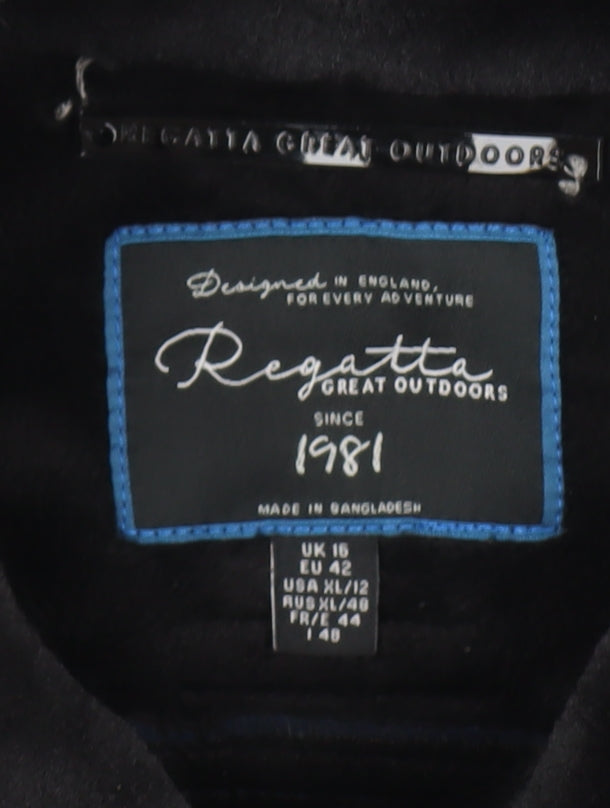 REGATTA GREAT OUTDOORS
Designed IN ENGLAND,
FOR EVERY ADVENTURE
Regatta
GREAT OUTDOORS
SINCE
1981
MADE IN BANGLADESH
UK 16
EU 42
USA XL/12
RUS XL/48
FR/E 44
I 48